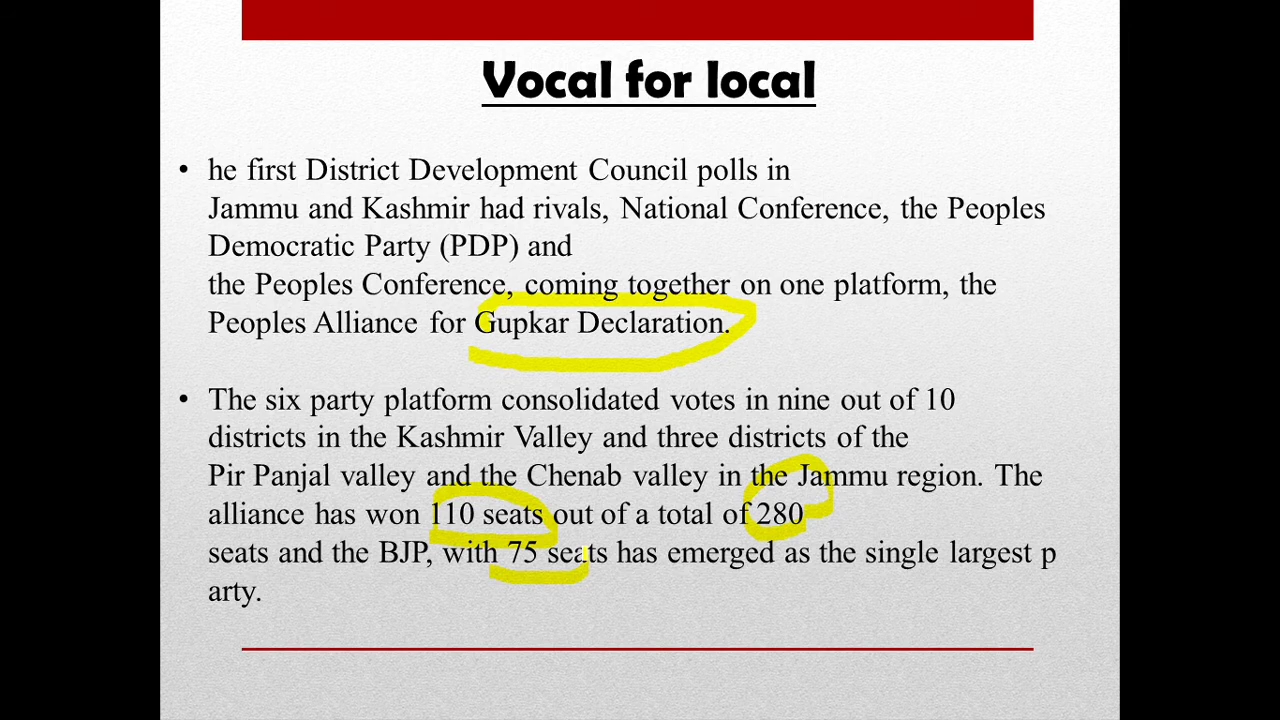 Vocal for local
• he first District Development Council polls in
Jammu and Kashmir had rivals, National Conference, the Peoples
Democratic Party (PDP) and
the Peoples Conference, coming together on one platform, the
Peoples Alliance for Gupkar Declaration.
• The six party platform consolidated votes in nine out of 10
districts in the Kashmir Valley and three districts of the
Pir Panjal valley and the Chenab valley in the Jammu region. The
alliance has won 110 seats out of a total of 280
seats and the BJP, with 75 seats has emerged as the single largest p
arty.